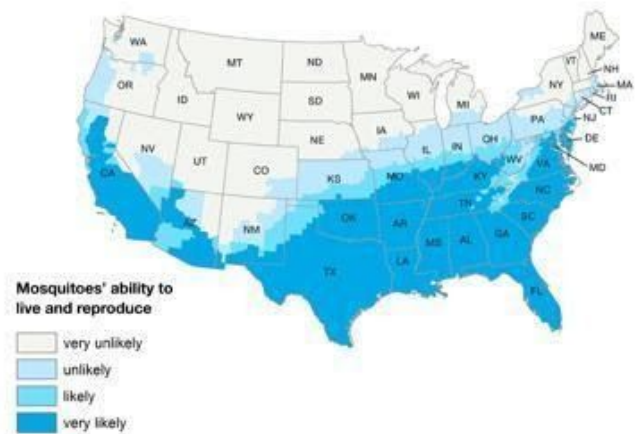 ME
WA
VT
MT
ND
NH
MN
OR
MA
NY
WI
ID
SD
RI
MI
CT
WY
PA
NJ
IA
NE
OH
DE
NV
IL
IN
UT
WV
MD
CO
VA
CA
KS
MO
KY
NC
TN
OK
AZ
NM
AR
SC
MS
AL
GA
LA
TX
FL
Mosquitoes' ability to
live and reproduce
very unlikely
unlikely
likely
very likely